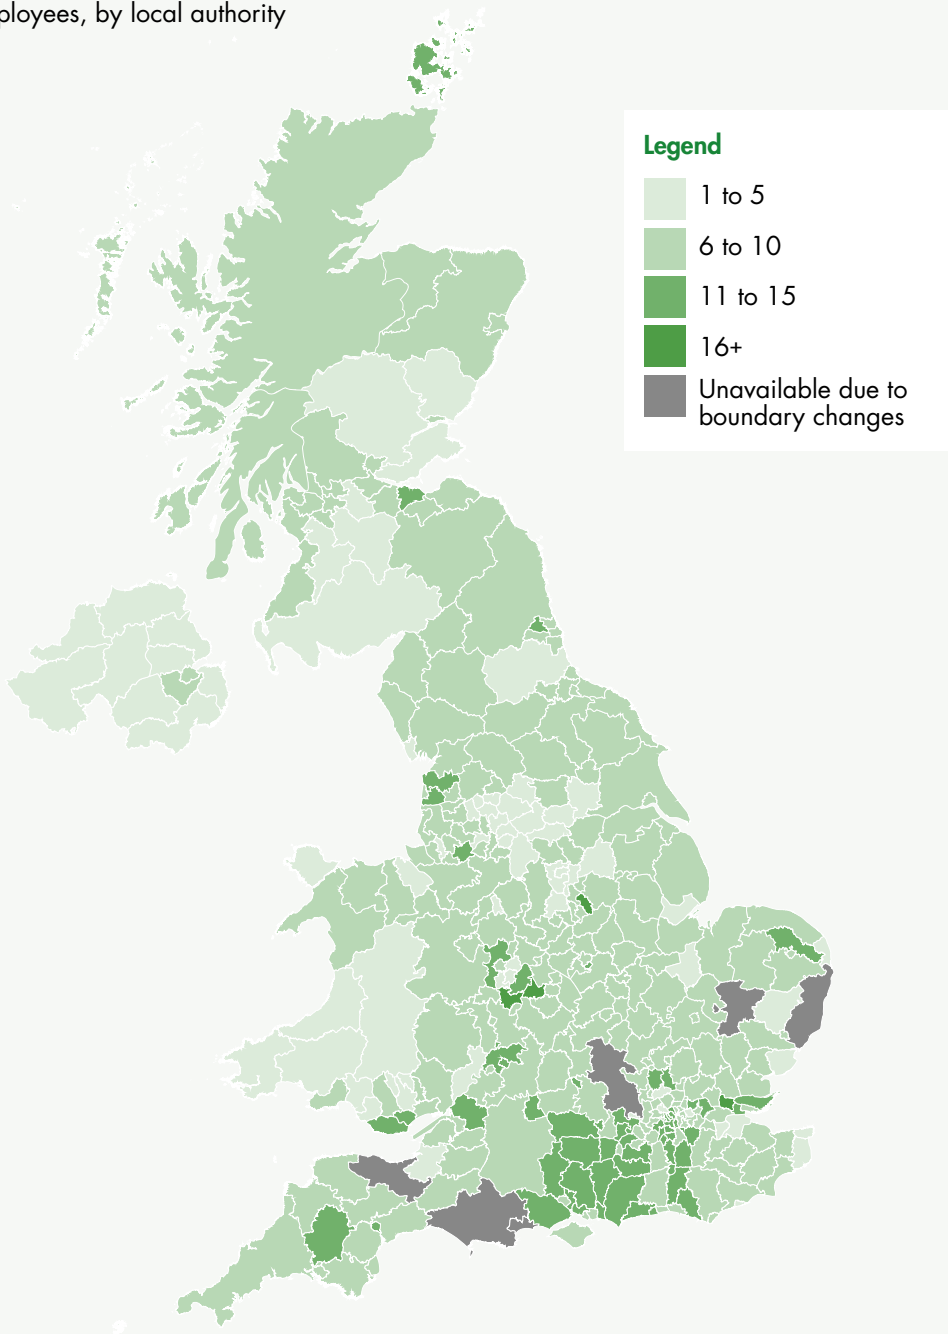 ployees, by local authority
Legend
1 to 5
6 to 10
11 to 15
16+
Unavailable due to
boundary changes